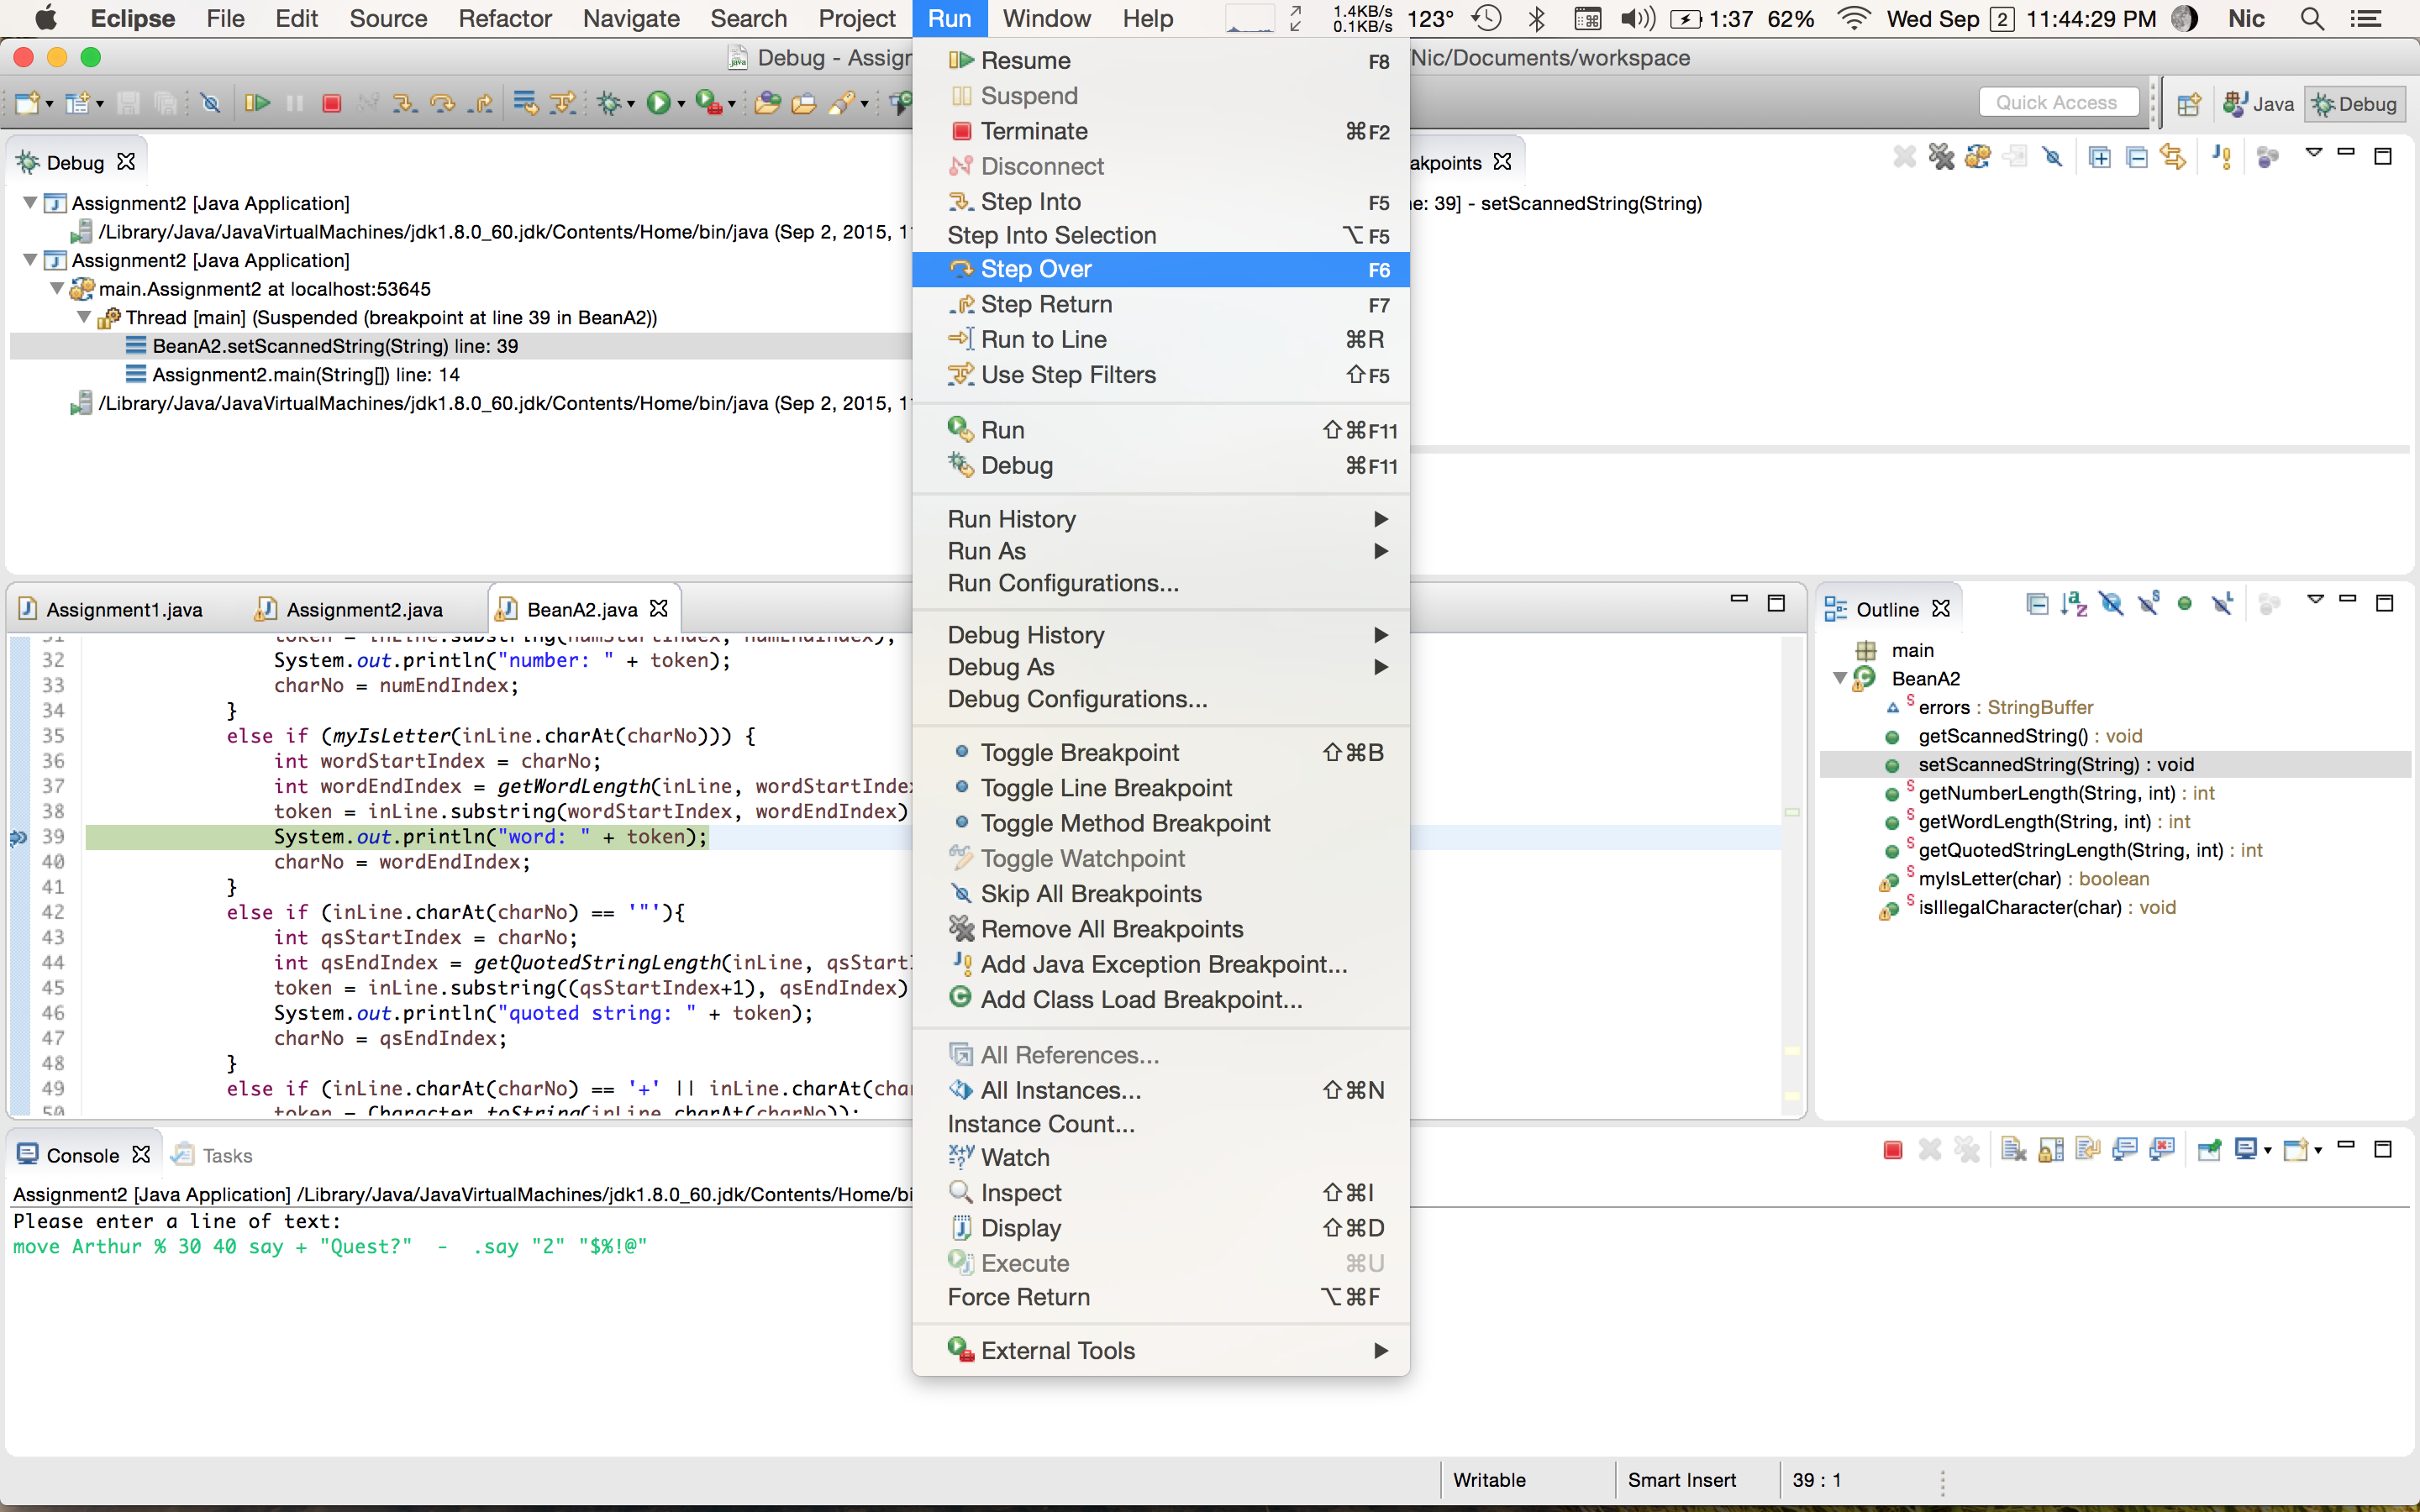 Eclipse File Edit Source Refactor Navigate Search Project Run Window Help 1.4KB/s 0.1KB/s 123° 1:37 62% Wed Sep 2 11:44:29 PM Nic
Debug - Assign
Nic/Documents/workspace
Quick Access
Java
Debug
Debug
Assignment2 [Java Application]
/Library/Java/JavaVirtualMachines/jdk1.8.0_60.jdk/Contents/Home/bin/java (Sep 2, 2015, 1
Assignment2 [Java Application]
main.Assignment2 at localhost:53645
Thread [main] (Suspended (breakpoint at line 39 in BeanA2))
BeanA2.setScannedString(String) line: 39
Assignment2.main(String[]) line: 14
/Library/Java/JavaVirtualMachines/jdk1.8.0_60.jdk/Contents/Home/bin/java (Sep 2, 2015, 1
Resume F8
Suspend
Terminate ⌘F2
Disconnect
Step Into F5
Step Into Selection ⌥F5
Step Over F6
Step Return F7
Run to Line ⌘R
Use Step Filters ⇧F5
Run ⇧⌘F11
Debug ⌘F11
Run History
Run As
Run Configurations...
Debug History
Debug As
Debug Configurations...
Toggle Breakpoint ⇧⌘B
Toggle Line Breakpoint
Toggle Method Breakpoint
Toggle Watchpoint
Skip All Breakpoints
Remove All Breakpoints
Add Java Exception Breakpoint...
Add Class Load Breakpoint...
All References...
All Instances... ⇧⌘N
Instance Count...
Watch
Inspect ⇧⌘I
Display ⇧⌘D
Execute ⌘U
Force Return ⌥⌘F
External Tools
akpoints
ne: 39] - setScannedString(String)
Assignment1.java Assignment2.java BeanA2.java
31 token = inLine.substring(numStartIndex, numEndIndex);
32 System.out.println("number: " + token);
33 charNo = numEndIndex;
34 }
35 else if (myIsLetter(inLine.charAt(charNo))) {
36 int wordStartIndex = charNo;
37 int wordEndIndex = getWordLength(inLine, wordStartInde
38 token = inLine.substring(wordStartIndex, wordEndIndex)
39 System.out.println("word: " + token);
40 charNo = wordEndIndex;
41 }
42 else if (inLine.charAt(charNo) == '"'){
43 int qsStartIndex = charNo;
44 int qsEndIndex = getQuotedStringLength(inLine, qsStart
45 token = inLine.substring((qsStartIndex+1), qsEndIndex)
46 System.out.println("quoted string: " + token);
47 charNo = qsEndIndex;
48 }
49 else if (inLine.charAt(charNo) == '+' || inLine.charAt(cha
50 token = Character.toString(inLine.charAt(charNo));
Outline
main
BeanA2
errors : StringBuffer
getScannedString() : void
setScannedString(String) : void
getNumberLength(String, int) : int
getWordLength(String, int) : int
getQuotedStringLength(String, int) : int
myIsLetter(char) : boolean
isIllegalCharacter(char) : void
Console Tasks
Assignment2 [Java Application] /Library/Java/JavaVirtualMachines/jdk1.8.0_60.jdk/Contents/Home/bi
Please enter a line of text:
move Arthur % 30 40 say + "Quest?" - .say "2" "$%!@"
Writable Smart Insert 39 : 1